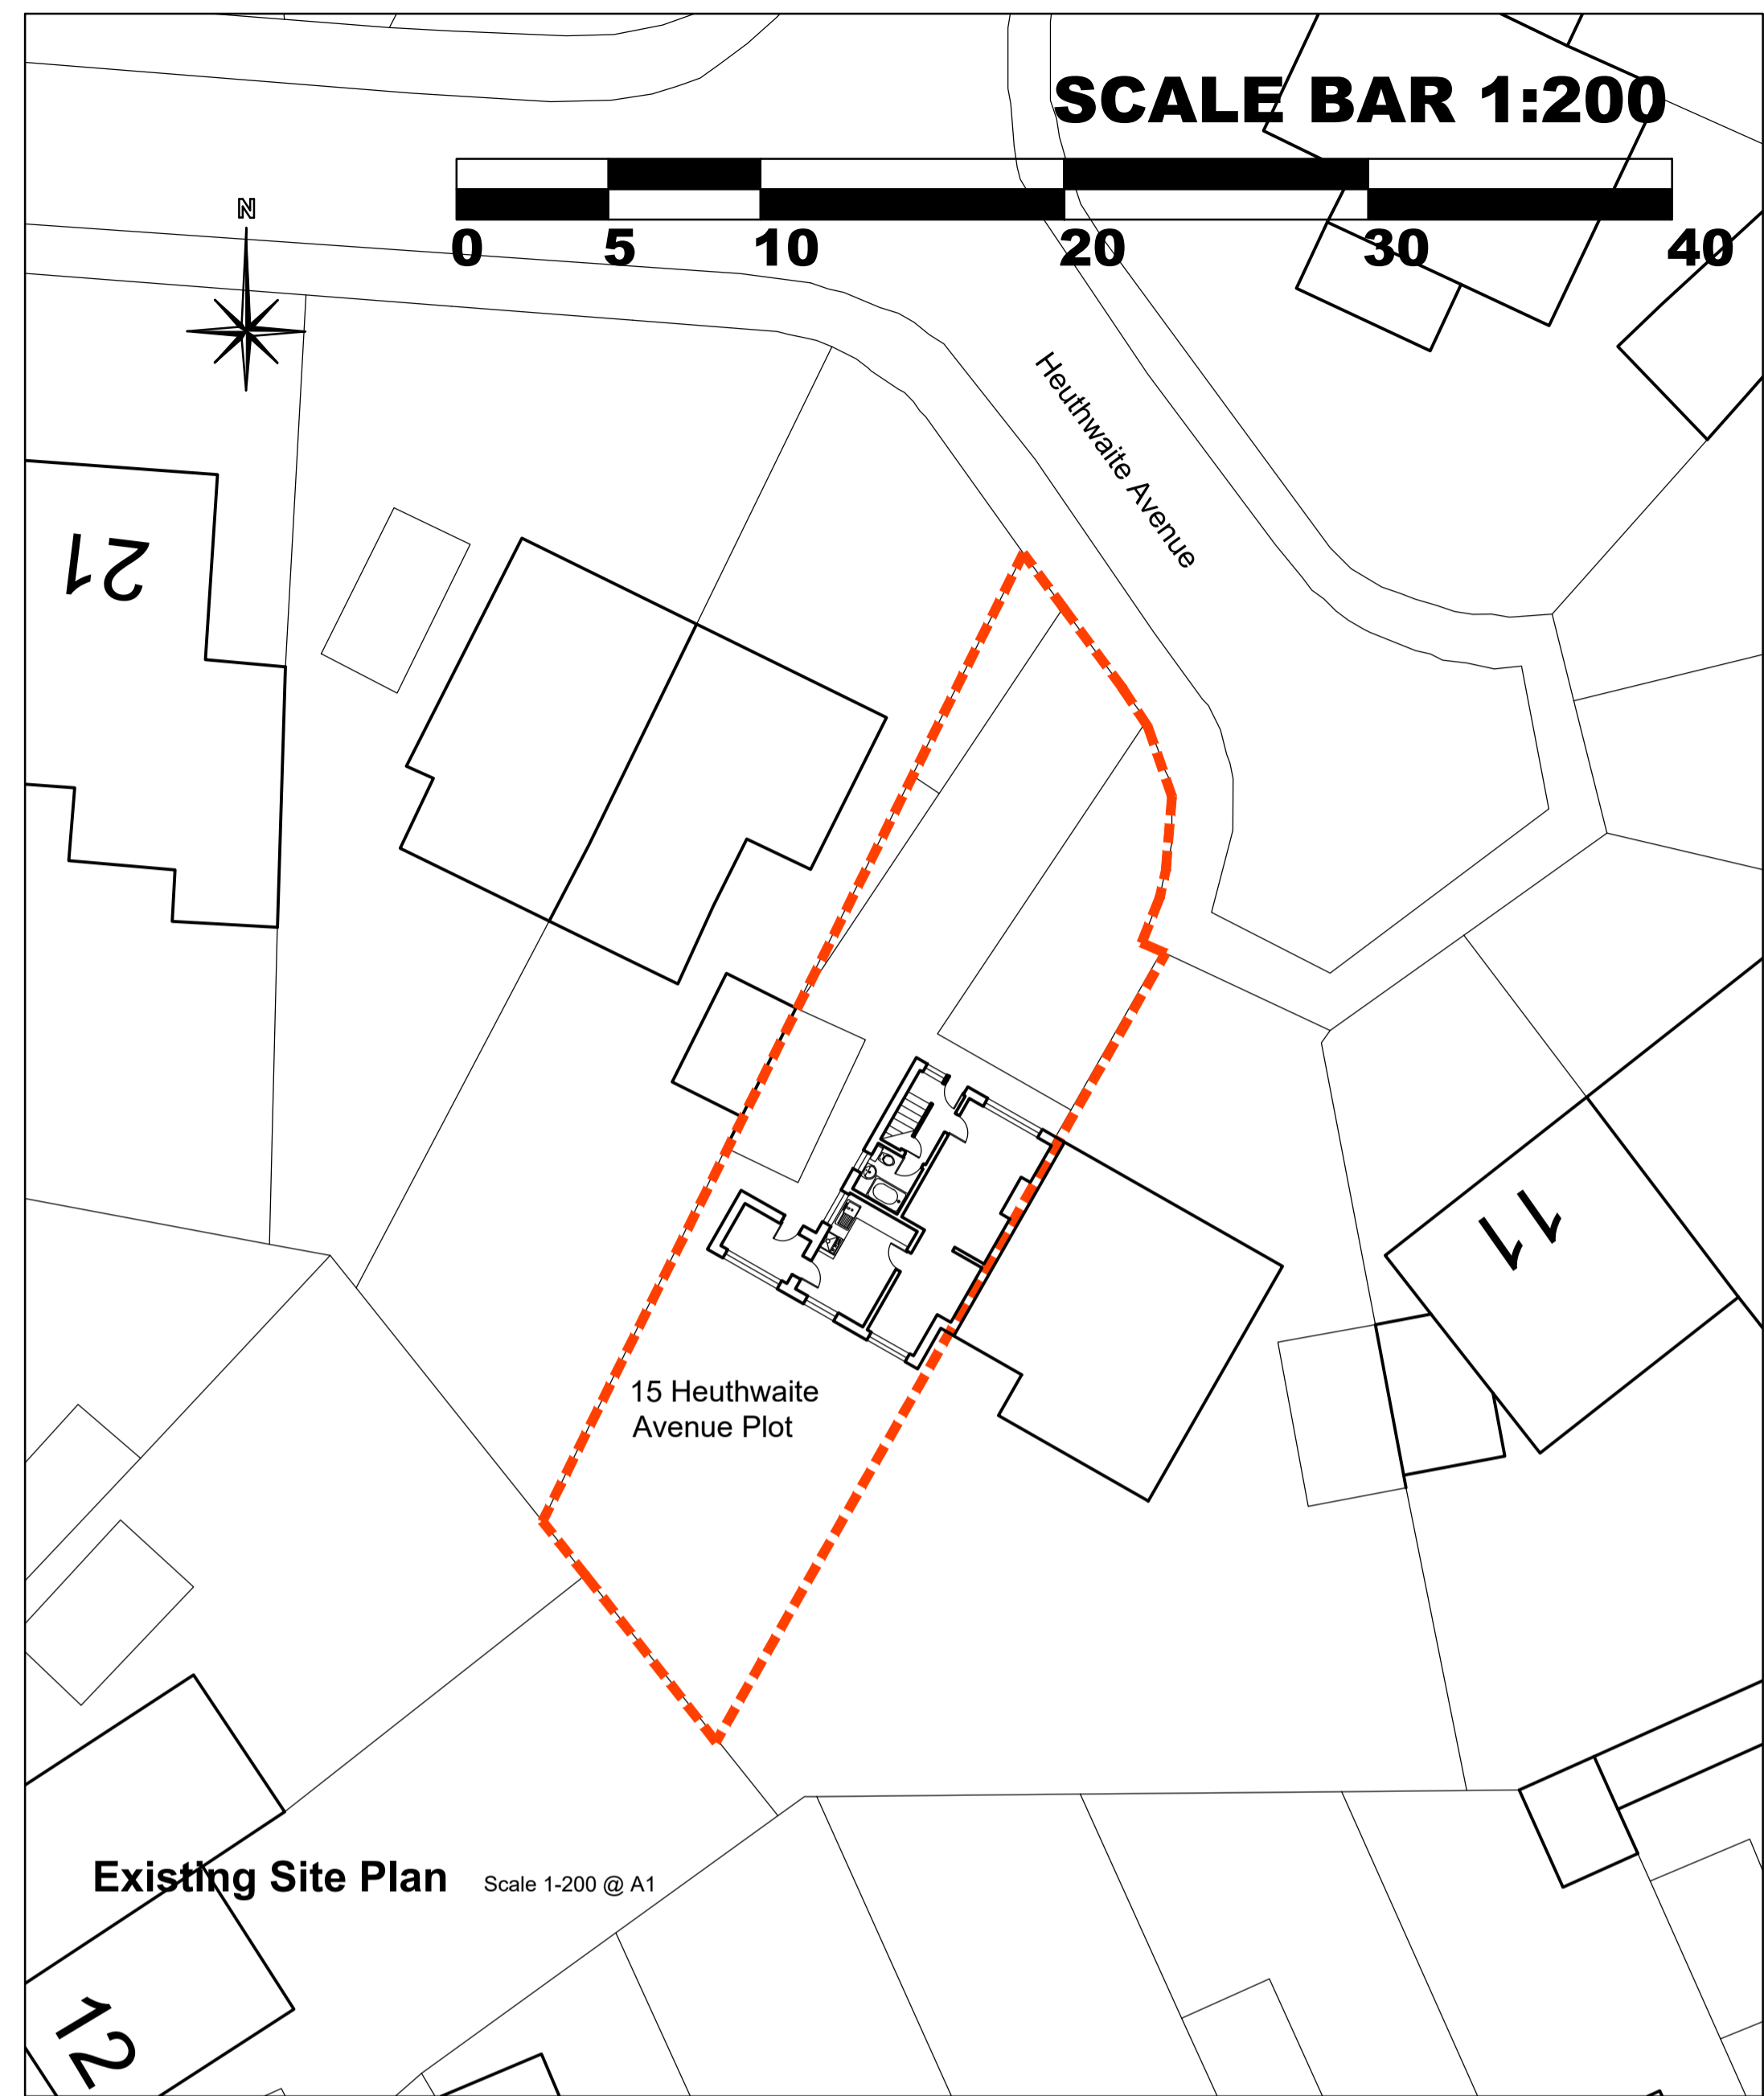 SCALE BAR 1:200
0 5 10 20 30 40
N
Heuthwaite Avenue
21
11
15 Heuthwaite
Avenue Plot
Existing Site Plan Scale 1-200 @ A1
12